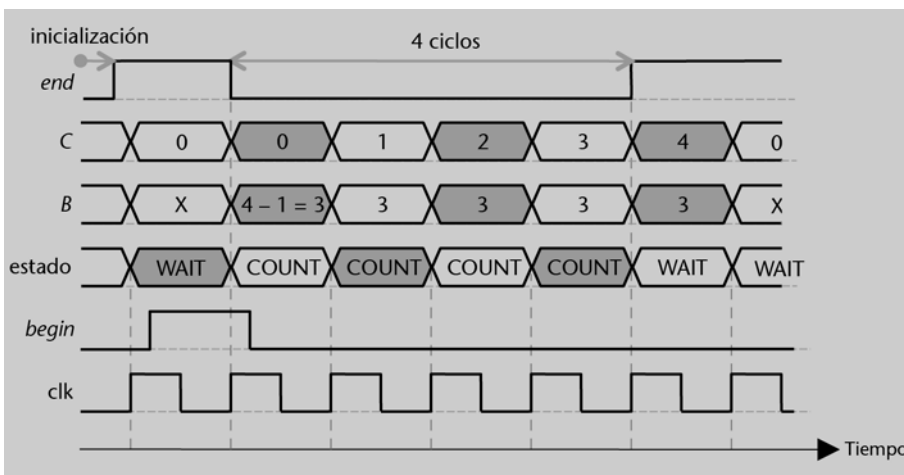 inicialización
4 ciclos
end
C 0 0 1 2 3 4 0
B X 4 – 1 = 3 3 3 3 3 X
estado WAIT COUNT COUNT COUNT COUNT WAIT WAIT
begin
clk
Tiempo